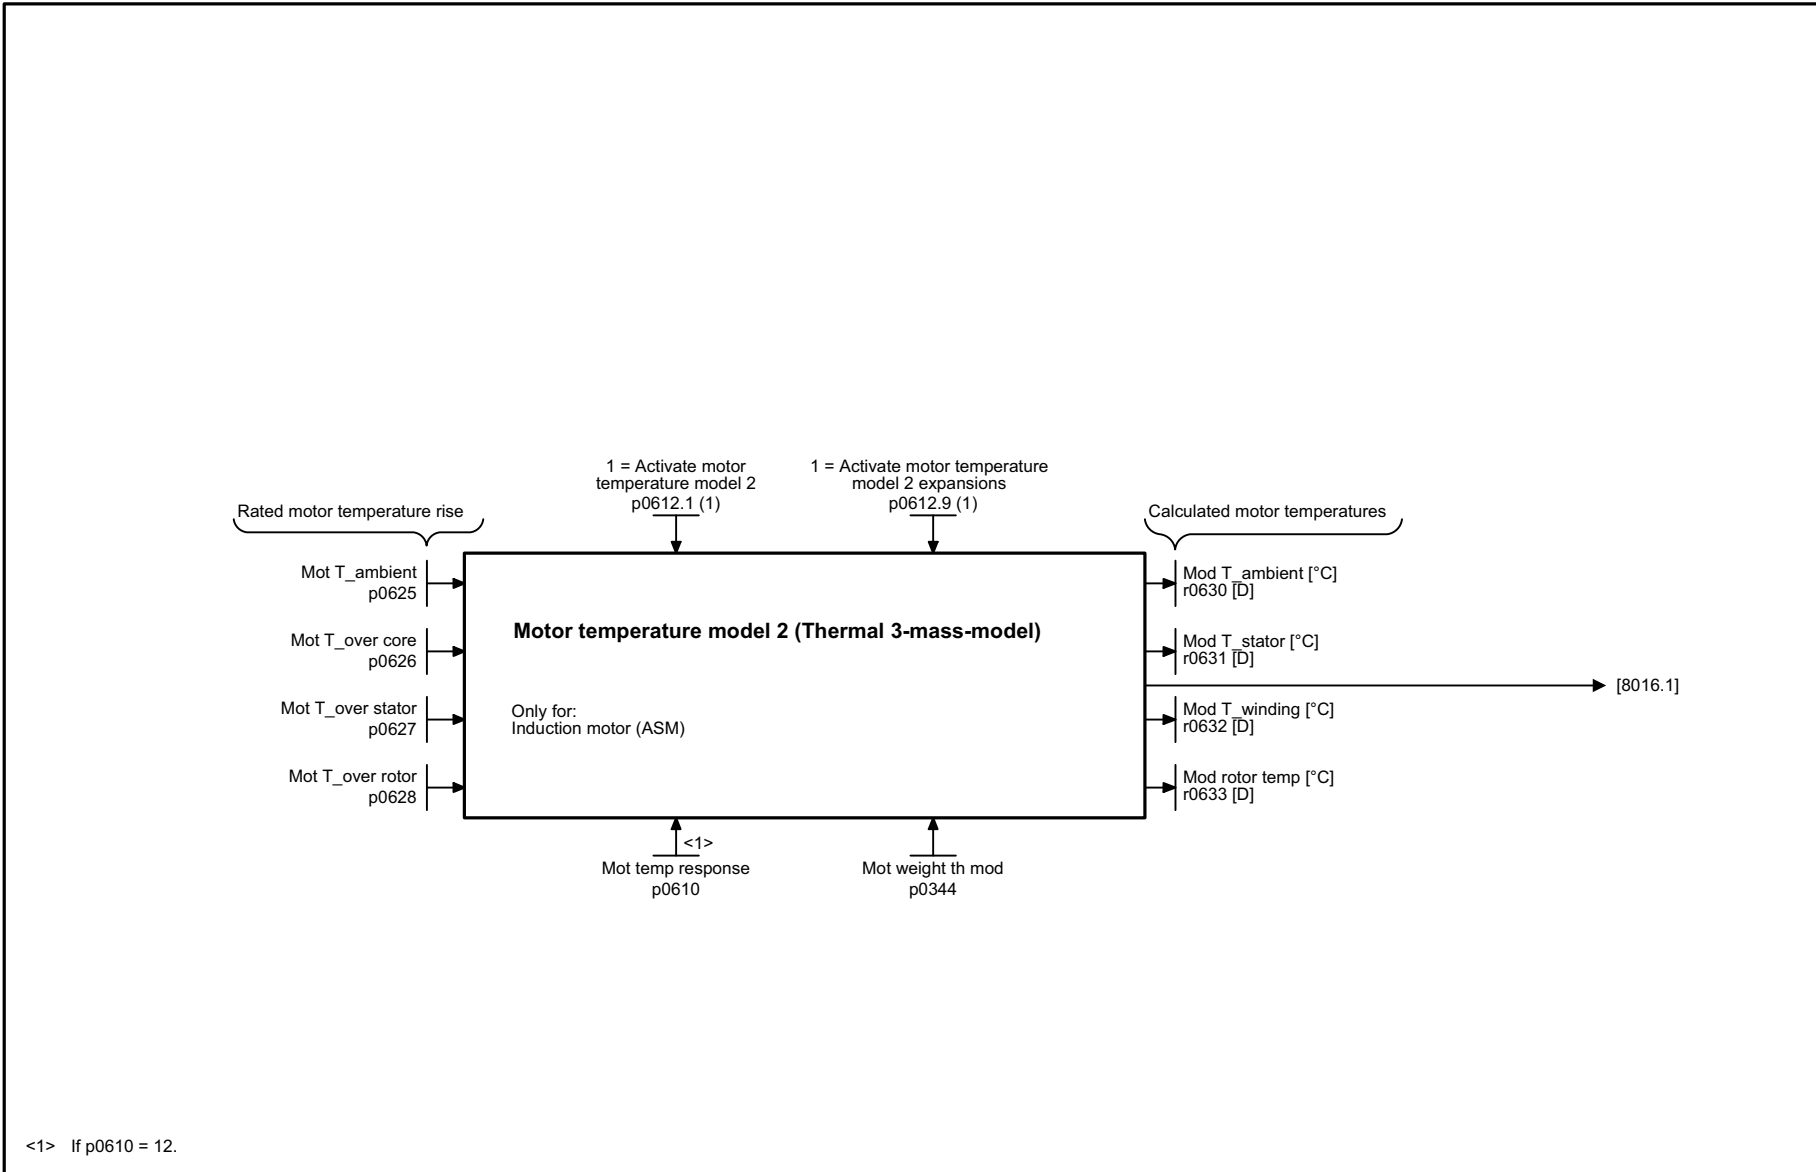 1 = Activate motor
temperature model 2
p0612.1 (1)
1 = Activate motor temperature
model 2 expansions
p0612.9 (1)
Rated motor temperature rise
Calculated motor temperatures
Mot T_ambient
p0625
Mot T_over core
p0626
Mot T_over stator
p0627
Mot T_over rotor
p0628
Motor temperature model 2 (Thermal 3-mass-model)
Only for:
Induction motor (ASM)
Mod T_ambient [°C]
r0630 [D]
Mod T_stator [°C]
r0631 [D]
[8016.1]
Mod T_winding [°C]
r0632 [D]
Mod rotor temp [°C]
r0633 [D]
<1>
Mot temp response
p0610
Mot weight th mod
p0344
<1> If p0610 = 12.